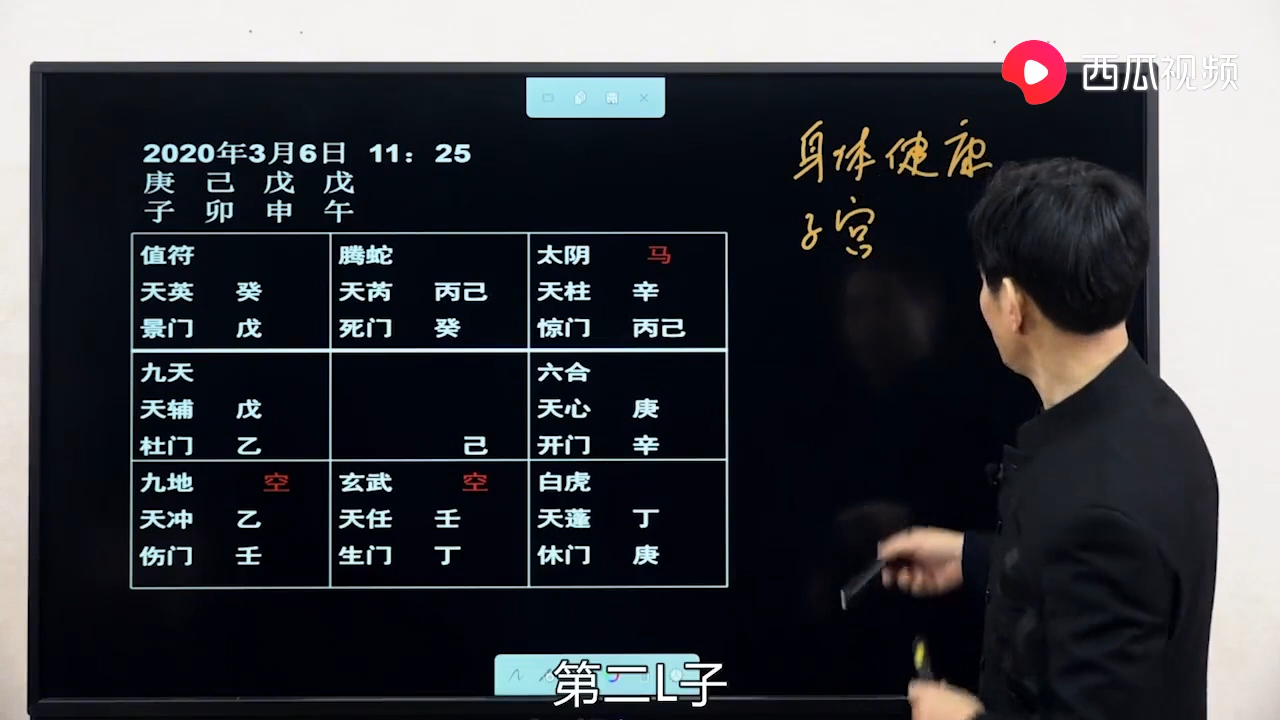 西瓜视频
2020年3月6日 11：25
庚 己 戊 戊
子 卯 申 午
身体健康
子宫
值符 腾蛇 太阴 马
天英 癸 天芮 丙己 天柱 辛
景门 戊 死门 癸 惊门 丙己
九天 六合
天辅 戊 天心 庚
杜门 乙 己 开门 辛
九地 空 玄武 空 白虎
天冲 乙 天任 壬 天蓬 丁
伤门 壬 生门 丁 休门 庚
第二L子